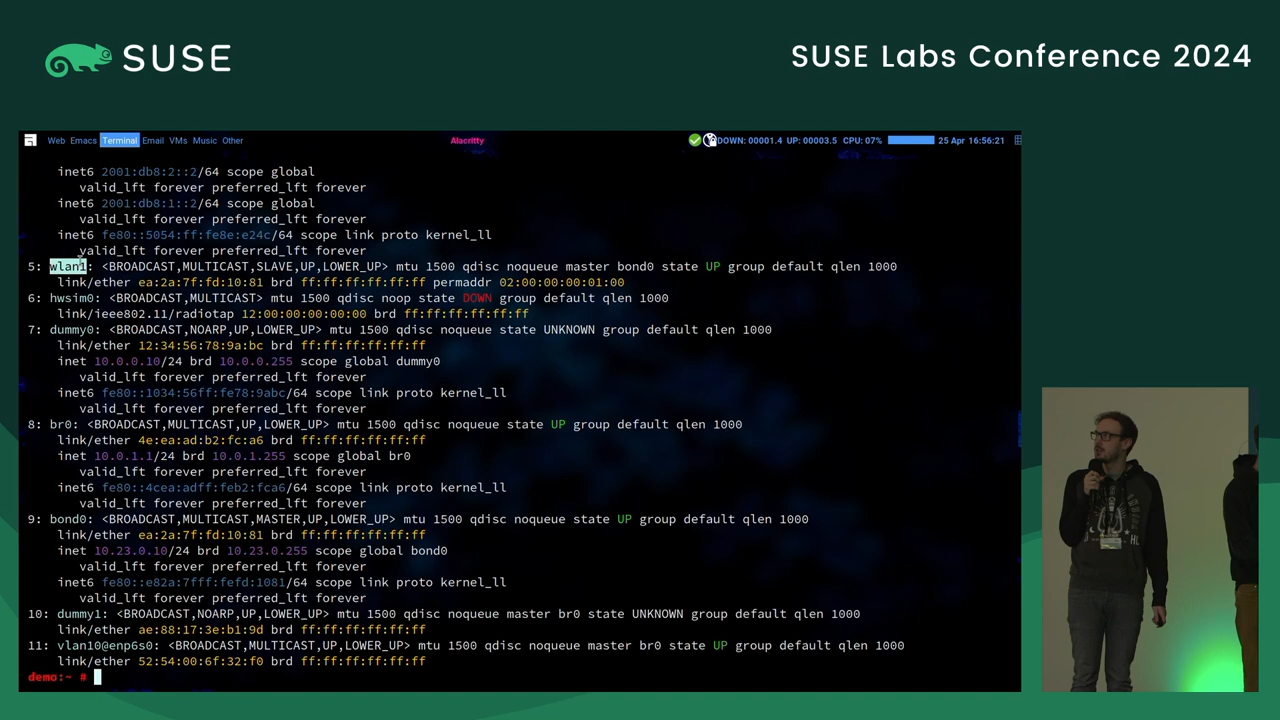 SUSE
SUSE Labs Conference 2024
Web Emacs Terminal Email VMs Music Other
Alacritty
DOWN: 00001.4 UP: 00003.5 CPU: 07% 25 Apr 16:56:21
inet6 2001:db8:2::2/64 scope global
valid_lft forever preferred_lft forever
inet6 2001:db8:1::2/64 scope global
valid_lft forever preferred_lft forever
inet6 fe80::5054:ff:fe8e:e24c/64 scope link proto kernel_ll
valid_lft forever preferred_lft forever
5: wlan1: <BROADCAST,MULTICAST,SLAVE,UP,LOWER_UP> mtu 1500 qdisc noqueue master bond0 state UP group default qlen 1000
link/ether ea:2a:7f:fd:10:81 brd ff:ff:ff:ff:ff:ff permaddr 02:00:00:00:01:00
6: hwsim0: <BROADCAST,MULTICAST> mtu 1500 qdisc noop state DOWN group default qlen 1000
link/ieee802.11/radiotap 12:00:00:00:00:00 brd ff:ff:ff:ff:ff:ff
7: dummy0: <BROADCAST,NOARP,UP,LOWER_UP> mtu 1500 qdisc noqueue state UNKNOWN group default qlen 1000
link/ether 12:34:56:78:9a:bc brd ff:ff:ff:ff:ff:ff
inet 10.0.0.10/24 brd 10.0.0.255 scope global dummy0
valid_lft forever preferred_lft forever
inet6 fe80::1034:56ff:fe78:9abc/64 scope link proto kernel_ll
valid_lft forever preferred_lft forever
8: br0: <BROADCAST,MULTICAST,UP,LOWER_UP> mtu 1500 qdisc noqueue state UP group default qlen 1000
link/ether 4e:ea:ad:b2:fc:a6 brd ff:ff:ff:ff:ff:ff
inet 10.0.1.1/24 brd 10.0.1.255 scope global br0
valid_lft forever preferred_lft forever
inet6 fe80::4cea:adff:feb2:fca6/64 scope link proto kernel_ll
valid_lft forever preferred_lft forever
9: bond0: <BROADCAST,MULTICAST,MASTER,UP,LOWER_UP> mtu 1500 qdisc noqueue state UP group default qlen 1000
link/ether ea:2a:7f:fd:10:81 brd ff:ff:ff:ff:ff:ff
inet 10.23.0.10/24 brd 10.23.0.255 scope global bond0
valid_lft forever preferred_lft forever
inet6 fe80::e82a:7fff:fefd:1081/64 scope link proto kernel_ll
valid_lft forever preferred_lft forever
10: dummy1: <BROADCAST,NOARP,UP,LOWER_UP> mtu 1500 qdisc noqueue master br0 state UNKNOWN group default qlen 1000
link/ether ae:88:17:3e:b1:9d brd ff:ff:ff:ff:ff:ff
11: vlan10@enp6s0: <BROADCAST,MULTICAST,UP,LOWER_UP> mtu 1500 qdisc noqueue master br0 state UP group default qlen 1000
link/ether 52:54:00:6f:32:f0 brd ff:ff:ff:ff:ff:ff
demo:~ #